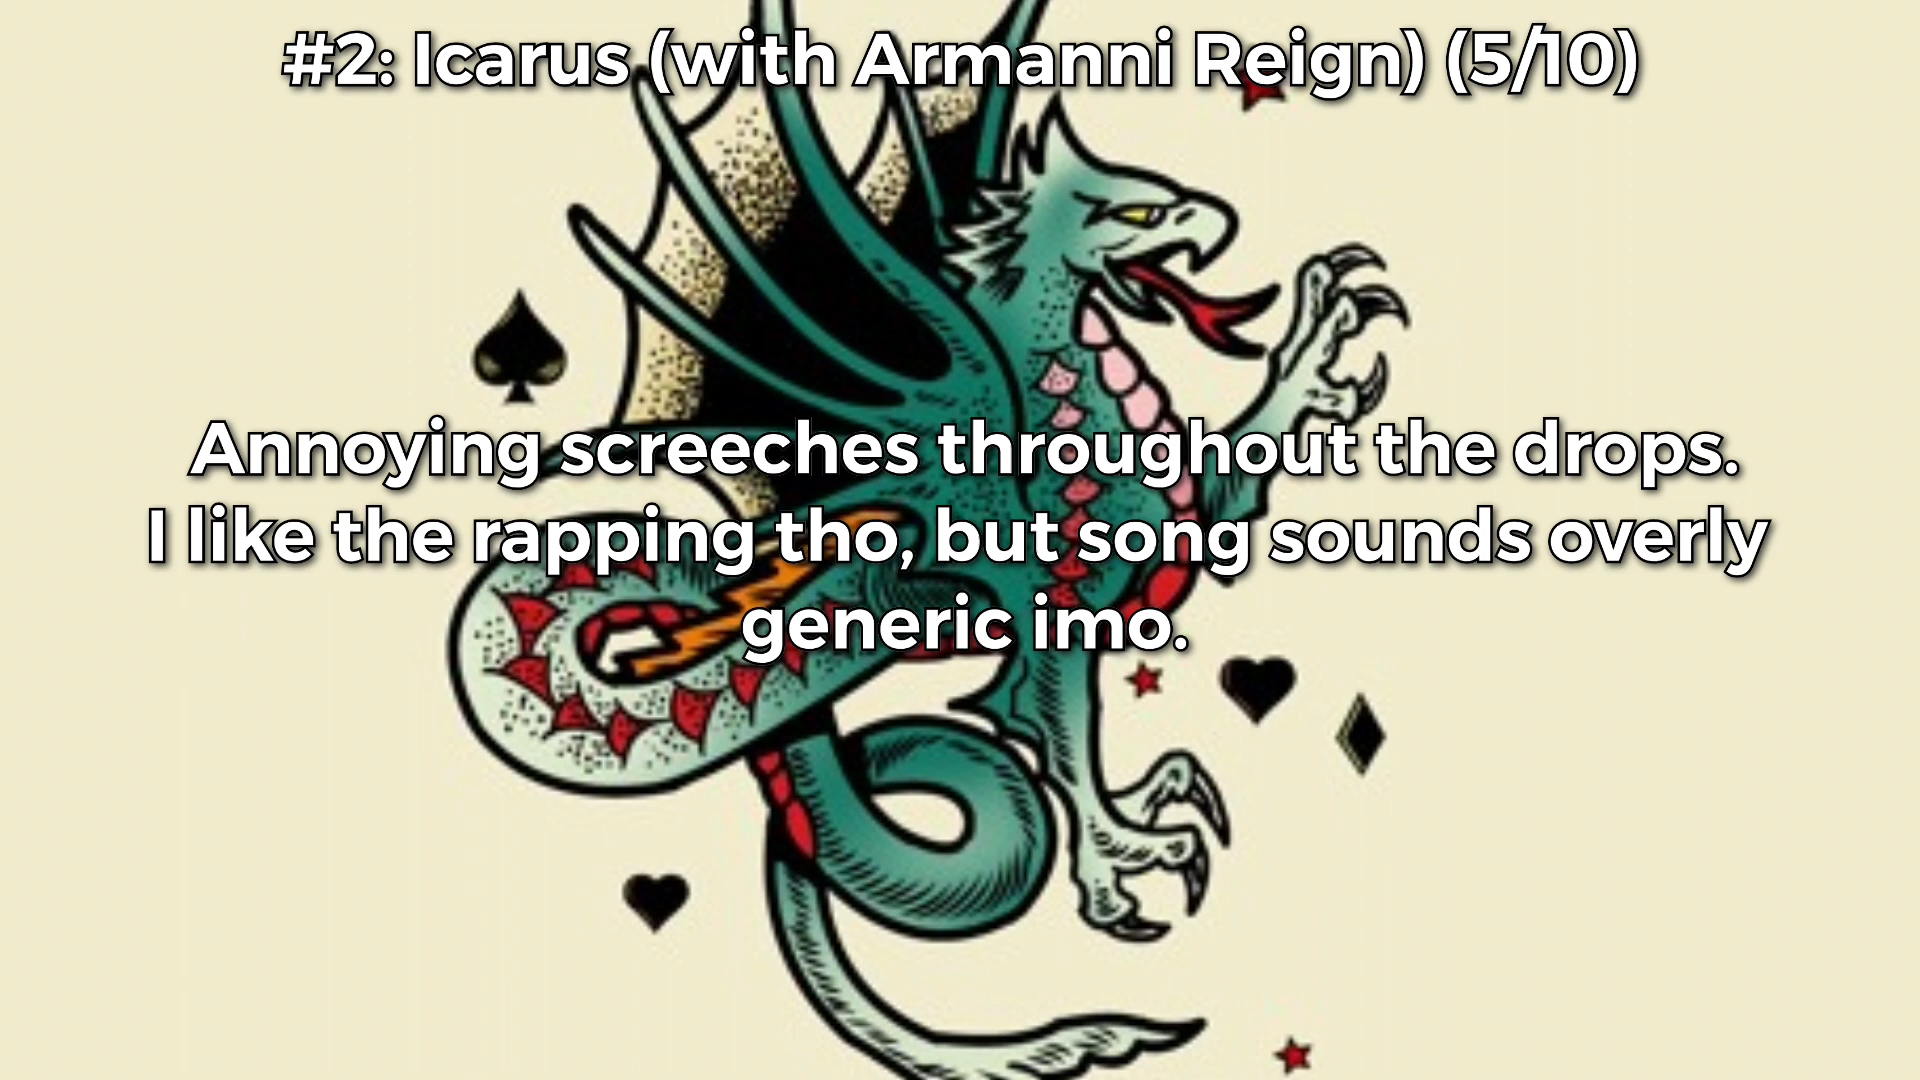 #2: Icarus (with Armanni Reign) (5/10)
Annoying screeches throughout the drops.
I like the rapping tho, but song sounds overly
generic imo.